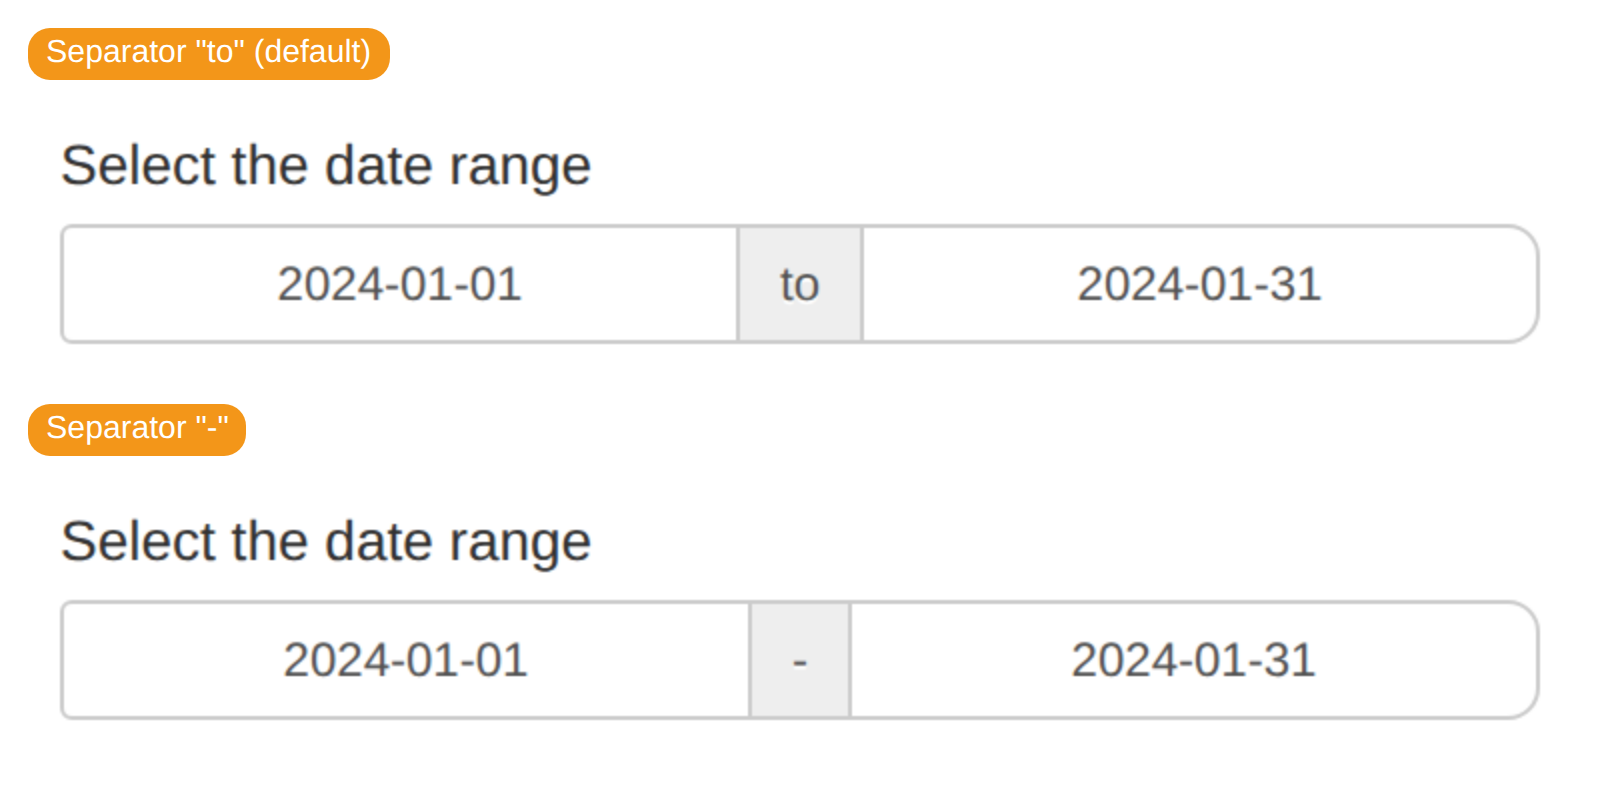 Separator "to" (default)
Select the date range
2024-01-01 to 2024-01-31
Separator "-"
Select the date range
2024-01-01 - 2024-01-31